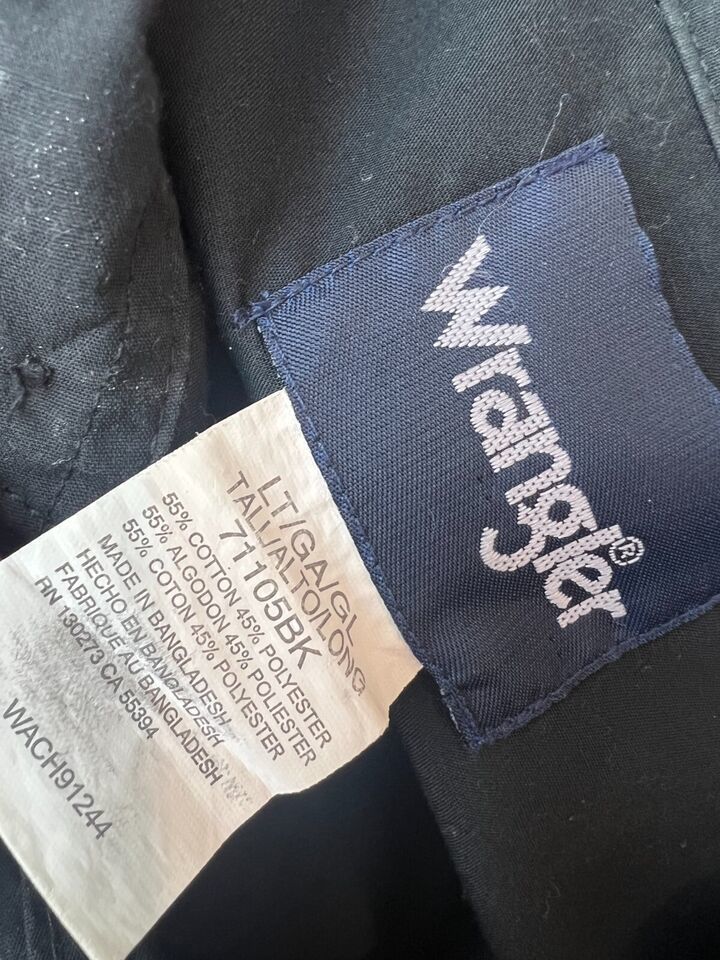 Wrangler®
LT/GA/GL
TALL/ALTO/LONG
71105BK
55% COTTON 45% POLYESTER
55% ALGODON 45% POLIESTER
55% COTON 45% POLYESTER
MADE IN BANGLADESH
HECHO EN BANGLADESH
FABRIQUÉ AU BANGLADESH
RN 130273 CA 55394
WACH91244